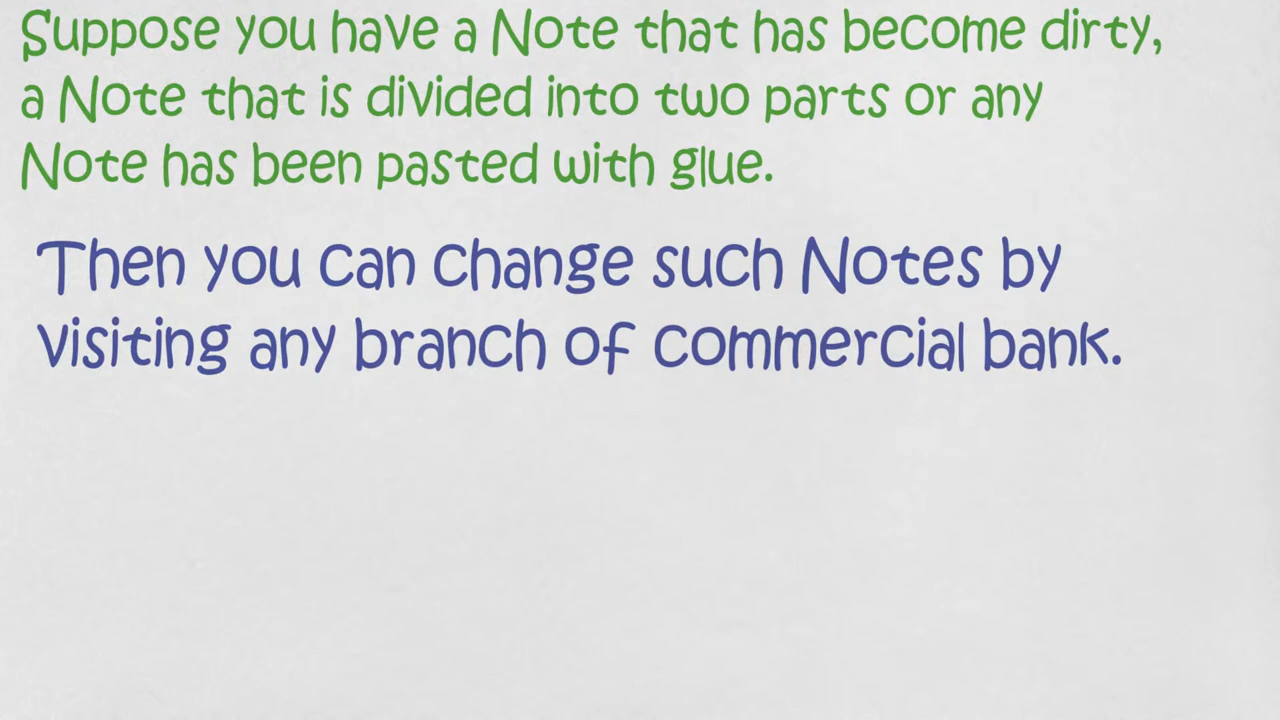 Suppose you have a Note that has become dirty,
a Note that is divided into two parts or any
Note has been pasted with glue.
Then you can change such Notes by
visiting any branch of commercial bank.